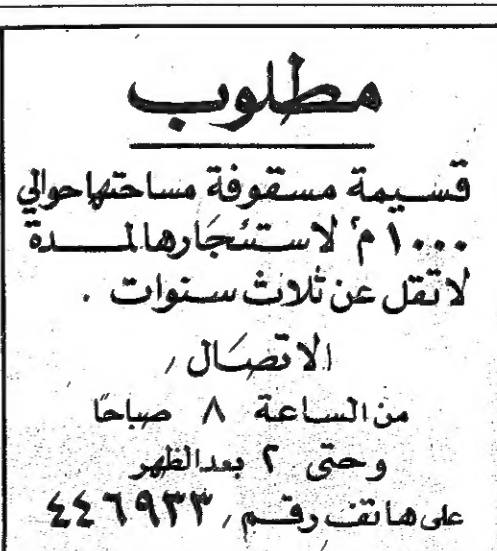 مطلوب
قسيمة مسقوفة مساحتها حوالي
١٠٠٠ م٢ لاستئجارها لمدة
لا تقل عن ثلاث سنوات .
الاتصال /
من الساعة ٨ صباحا
وحتى ٢ بعد الظهر
على هاتف رقم / ٤٤٦٩٣٣